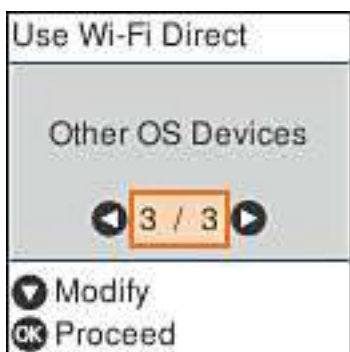 Use Wi-Fi Direct
Other OS Devices
3 / 3
Modify
OK Proceed